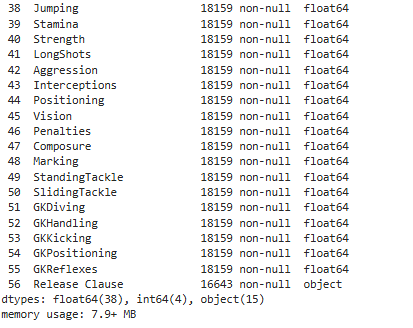 38 Jumping 18159 non-null float64
39 Stamina 18159 non-null float64
40 Strength 18159 non-null float64
41 LongShots 18159 non-null float64
42 Aggression 18159 non-null float64
43 Interceptions 18159 non-null float64
44 Positioning 18159 non-null float64
45 Vision 18159 non-null float64
46 Penalties 18159 non-null float64
47 Composure 18159 non-null float64
48 Marking 18159 non-null float64
49 StandingTackle 18159 non-null float64
50 SlidingTackle 18159 non-null float64
51 GKDiving 18159 non-null float64
52 GKHandling 18159 non-null float64
53 GKKicking 18159 non-null float64
54 GKPositioning 18159 non-null float64
55 GKReflexes 18159 non-null float64
56 Release Clause 16643 non-null object
dtypes: float64(38), int64(4), object(15)
memory usage: 7.9+ MB